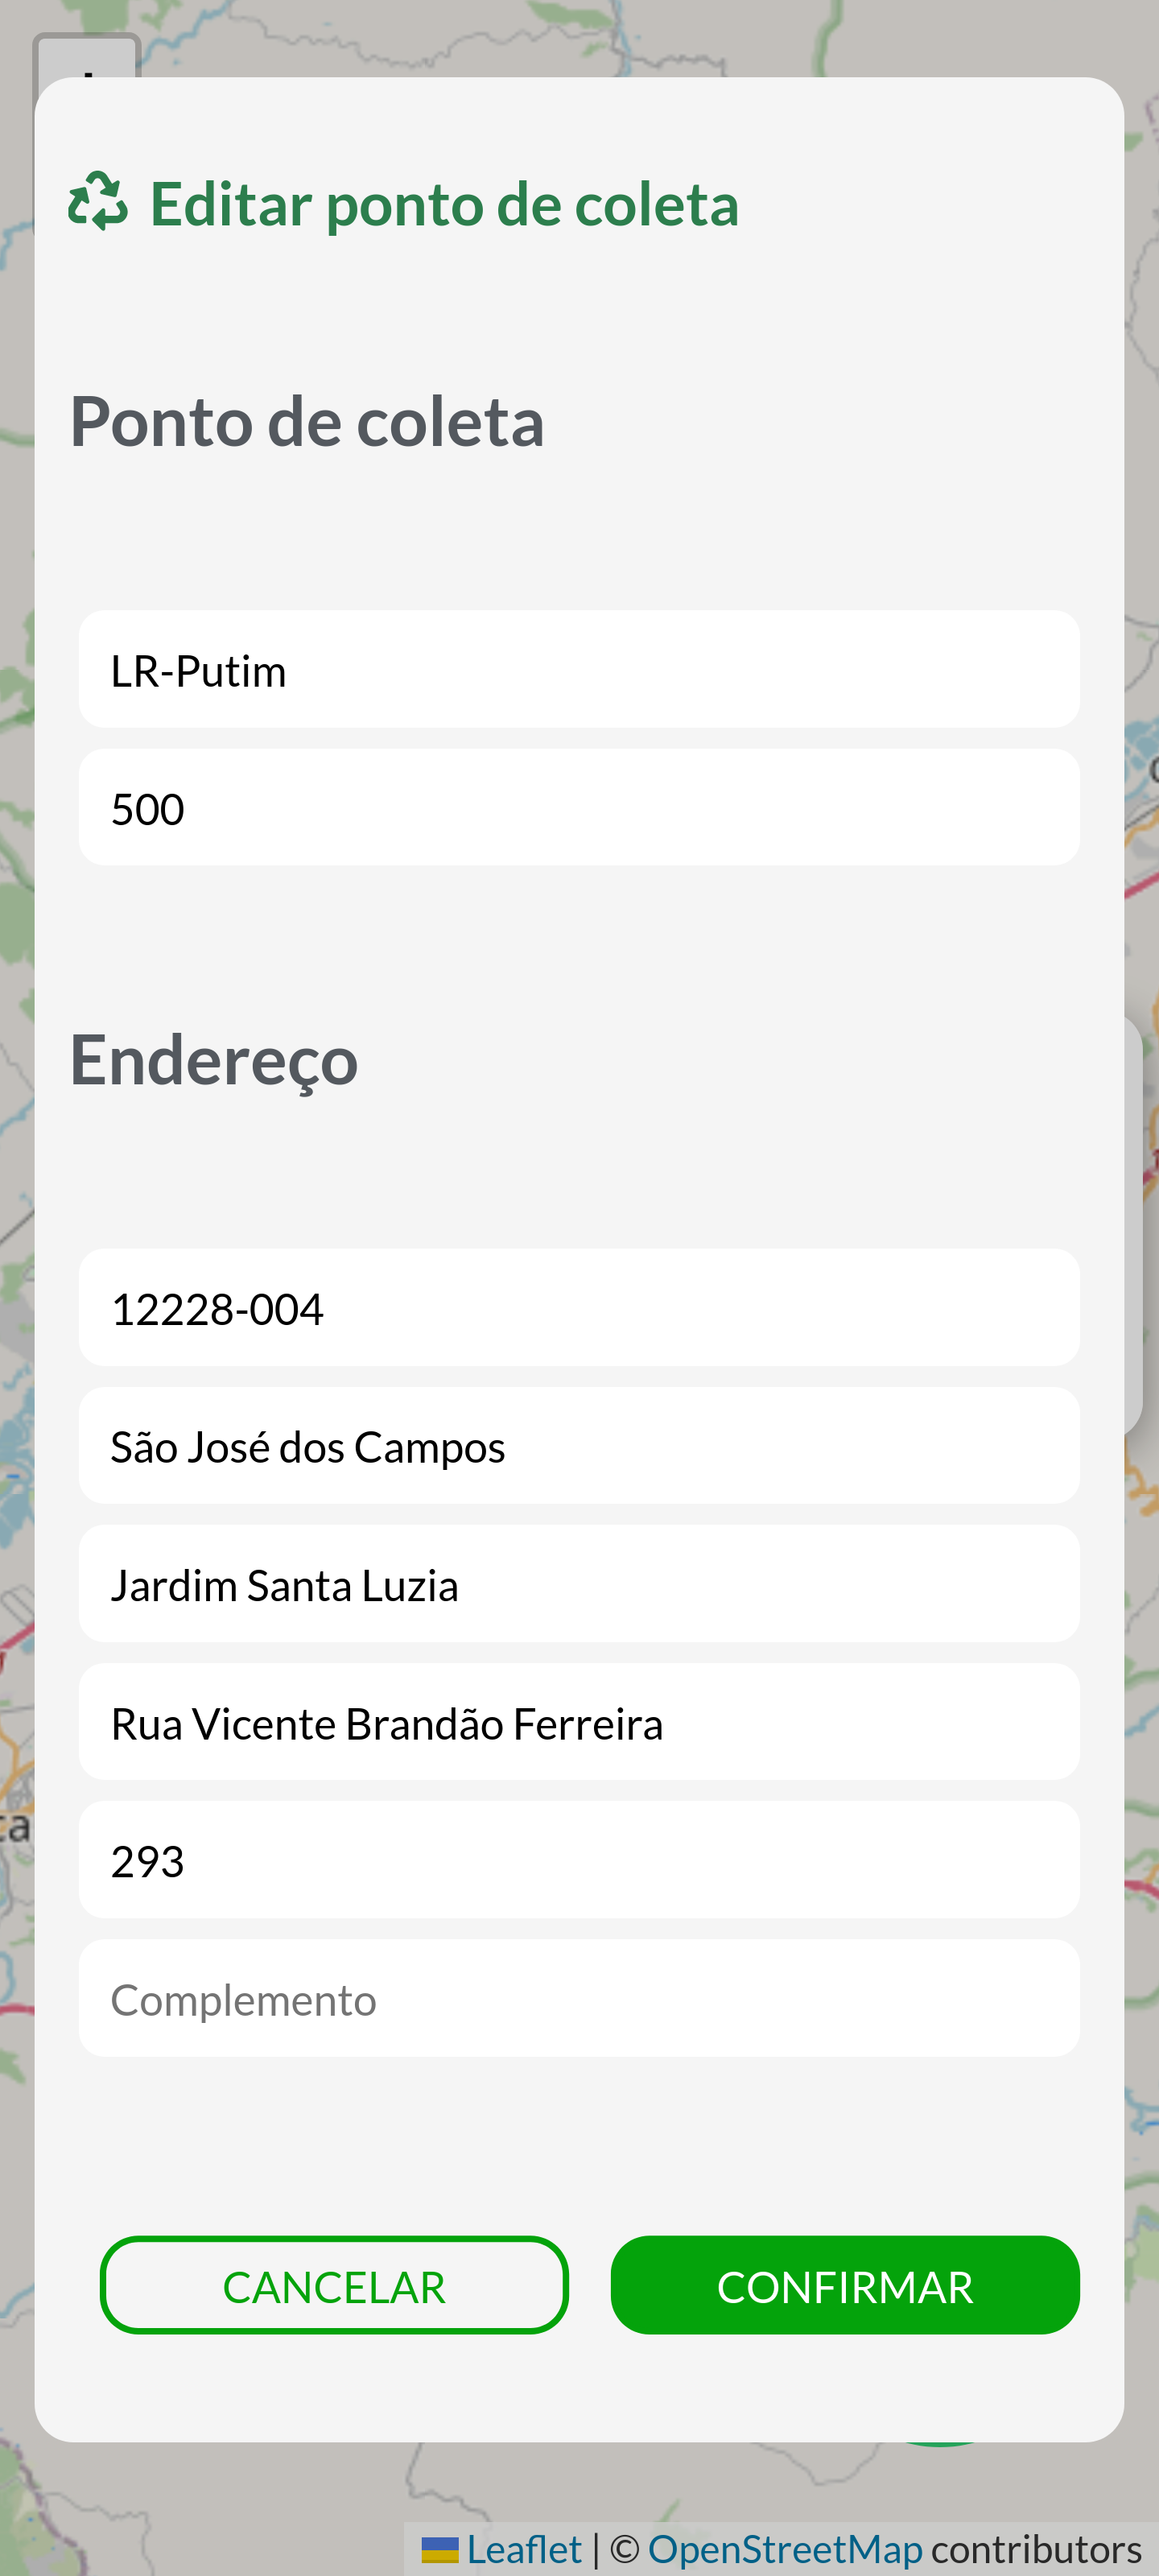 Editar ponto de coleta
Ponto de coleta
LR-Putim
500
Endereço
12228-004
São José dos Campos
Jardim Santa Luzia
Rua Vicente Brandão Ferreira
293
Complemento
CANCELAR
CONFIRMAR
Leaflet | © OpenStreetMap contributors